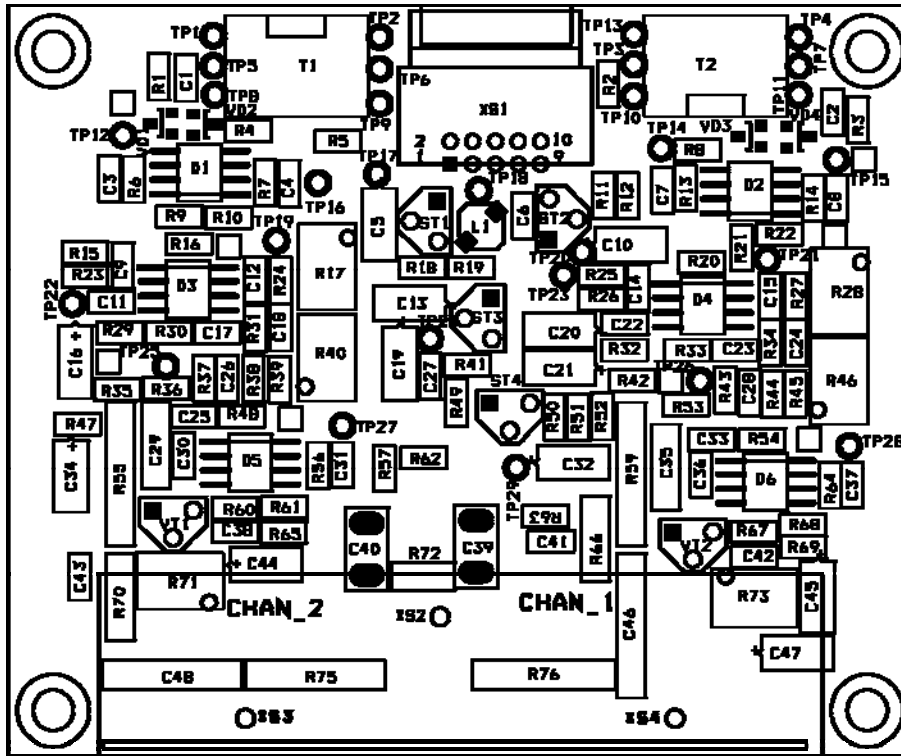 TP1
TP2
TP13
TP4
TP5
T1
TP6
TP3
T2
TP7
R1
C1
TP8
VD2
TP9
XS1
R2
TP10
TP11
VD4
C2
R3
TP12
VD1
R4
R5
2
1
10
9
TP14
R8
VD3
C3
R6
D1
R7
C4
TP16
TP17
TP18
C5
ST1
L1
C6
ST2
R11
R12
C7
R13
D2
R14
C8
TP15
R9
R10
TP19
R16
R15
R23
C9
C10
R21
R22
TP21
TP22
C11
D3
C12
R24
R17
R18
R19
TP20
TP23
R25
R26
C14
R20
D4
C15
R27
R28
C13
ST3
R29
R30
C17
R31
C18
C20
C22
R32
R33
C23
R34
C24
C16
+
TP25
R40
C19
C27
R41
C21
R35
R36
R37
C26
R38
R39
R49
ST4
R42
R53
R43
C28
R44
R45
R46
R47
C25
R48
TP27
R50
R51
R52
C33
R54
TP28
C34
+
R55
C29
C30
D5
R56
C31
R57
R62
TP29
C32
R59
C35
C36
D6
R64
C37
VT1
R60
R61
C38
R65
C40
C39
R63
C41
R66
VT2
R67
R68
C42
R69
C43
R70
R71
+
C44
R72
R73
C45
+
CHAN_2
CHAN_1
XS2
C46
C47
+
C48
R75
R76
XS3
XS4